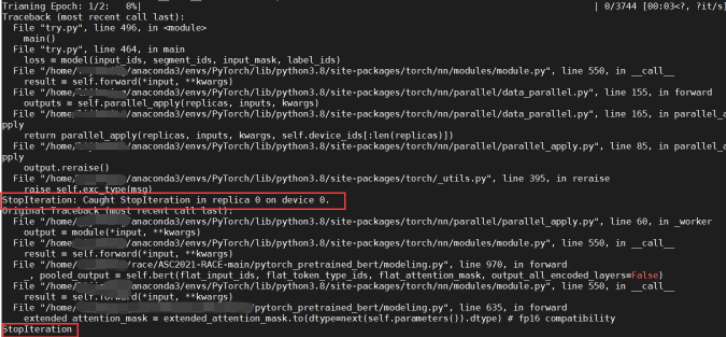 Trianing Epoch: 1/2:   0%|          | 0/3744 [00:03<?, ?it/s]
Traceback (most recent call last):
  File "try.py", line 496, in <module>
    main()
  File "try.py", line 464, in main
    loss = model(input_ids, segment_ids, input_mask, label_ids)
  File "/home/ /anaconda3/envs/PyTorch/lib/python3.8/site-packages/torch/nn/modules/module.py", line 550, in __call__
    result = self.forward(*input, **kwargs)
  File "/home/ /anaconda3/envs/PyTorch/lib/python3.8/site-packages/torch/nn/parallel/data_parallel.py", line 155, in forward
    outputs = self.parallel_apply(replicas, inputs, kwargs)
  File "/home/ /anaconda3/envs/PyTorch/lib/python3.8/site-packages/torch/nn/parallel/data_parallel.py", line 165, in parallel_a
pply
    return parallel_apply(replicas, inputs, kwargs, self.device_ids[:len(replicas)])
  File "/home/ /anaconda3/envs/PyTorch/lib/python3.8/site-packages/torch/nn/parallel/parallel_apply.py", line 85, in parallel_a
pply
    output.reraise()
  File "/home/ /anaconda3/envs/PyTorch/lib/python3.8/site-packages/torch/_utils.py", line 395, in reraise
    raise self.exc_type(msg)
StopIteration: Caught StopIteration in replica 0 on device 0.
Original Traceback (most recent call last):
  File "/home/ /anaconda3/envs/PyTorch/lib/python3.8/site-packages/torch/nn/parallel/parallel_apply.py", line 60, in _worker
    output = module(*input, **kwargs)
  File "/home/ /anaconda3/envs/PyTorch/lib/python3.8/site-packages/torch/nn/modules/module.py", line 550, in __call__
    result = self.forward(*input, **kwargs)
  File "/home/ /race/ASC2021-RACE-main/pytorch_pretrained_bert/modeling.py", line 970, in forward
    _, pooled_output = self.bert(flat_input_ids, flat_token_type_ids, flat_attention_mask, output_all_encoded_layers=False)
  File "/home/ /anaconda3/envs/PyTorch/lib/python3.8/site-packages/torch/nn/modules/module.py", line 550, in __call__
    result = self.forward(*input, **kwargs)
  File "/home/ /pytorch_pretrained_bert/modeling.py", line 635, in forward
    extended_attention_mask = extended_attention_mask.to(dtype=next(self.parameters()).dtype) # fp16 compatibility
StopIteration